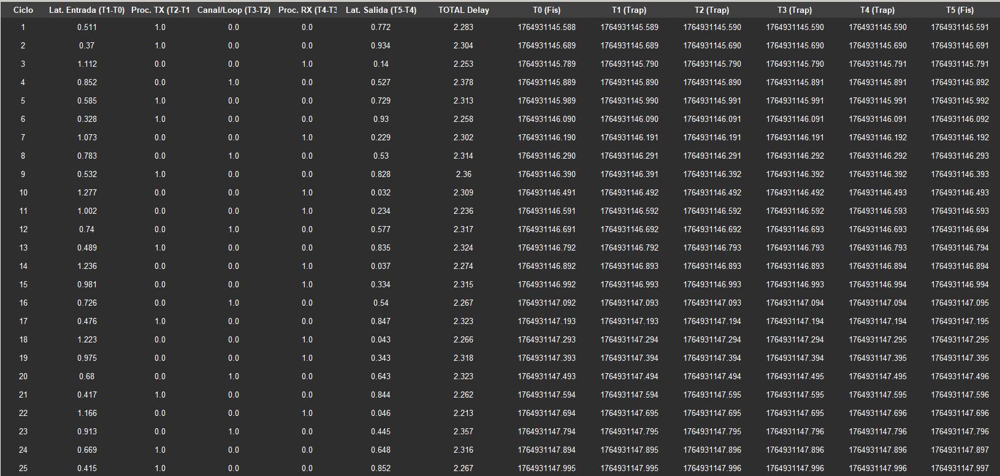 Ciclo Lat. Entrada (T1-T0) Proc. TX (T2-T1 Canal/Loop (T3-T2) Proc. RX (T4-T3 Lat. Salida (T5-T4) TOTAL Delay T0 (Fís) T1 (Trap) T2 (Trap) T3 (Trap) T4 (Trap) T5 (Fis)
1 0.511 1.0 0.0 0.0 0.772 2.283 1764931145.588 1764931145.589 1764931145.590 1764931145.590 1764931145.590 1764931145.591
2 0.37 1.0 0.0 0.0 0.934 2.304 1764931145.689 1764931145.689 1764931145.690 1764931145.690 1764931145.690 1764931145.691
3 1.112 0.0 0.0 1.0 0.14 2.253 1764931145.789 1764931145.790 1764931145.790 1764931145.790 1764931145.791 1764931145.791
4 0.852 0.0 1.0 0.0 0.527 2.378 1764931145.889 1764931145.890 1764931145.890 1764931145.891 1764931145.891 1764931145.892
5 0.585 1.0 0.0 0.0 0.729 2.313 1764931145.989 1764931145.990 1764931145.991 1764931145.991 1764931145.991 1764931145.992
6 0.328 1.0 0.0 0.0 0.93 2.258 1764931146.090 1764931146.090 1764931146.091 1764931146.091 1764931146.091 1764931146.092
7 1.073 0.0 0.0 1.0 0.229 2.302 1764931146.190 1764931146.191 1764931146.191 1764931146.191 1764931146.192 1764931146.192
8 0.783 0.0 1.0 0.0 0.53 2.314 1764931146.290 1764931146.291 1764931146.291 1764931146.292 1764931146.292 1764931146.293
9 0.532 1.0 0.0 0.0 0.828 2.36 1764931146.390 1764931146.391 1764931146.392 1764931146.392 1764931146.392 1764931146.393
10 1.277 0.0 0.0 1.0 0.032 2.309 1764931146.491 1764931146.492 1764931146.492 1764931146.492 1764931146.493 1764931146.493
11 1.002 0.0 0.0 1.0 0.234 2.236 1764931146.591 1764931146.592 1764931146.592 1764931146.592 1764931146.593 1764931146.593
12 0.74 0.0 1.0 0.0 0.577 2.317 1764931146.691 1764931146.692 1764931146.692 1764931146.693 1764931146.693 1764931146.694
13 0.489 1.0 0.0 0.0 0.835 2.324 1764931146.792 1764931146.792 1764931146.793 1764931146.793 1764931146.793 1764931146.794
14 1.236 0.0 0.0 1.0 0.037 2.274 1764931146.892 1764931146.893 1764931146.893 1764931146.893 1764931146.894 1764931146.894
15 0.981 0.0 0.0 1.0 0.334 2.315 1764931146.992 1764931146.993 1764931146.993 1764931146.993 1764931146.994 1764931146.994
16 0.726 0.0 1.0 0.0 0.54 2.267 1764931147.092 1764931147.093 1764931147.093 1764931147.094 1764931147.094 1764931147.095
17 0.476 1.0 0.0 0.0 0.847 2.323 1764931147.193 1764931147.193 1764931147.194 1764931147.194 1764931147.194 1764931147.195
18 1.223 0.0 0.0 1.0 0.043 2.266 1764931147.293 1764931147.294 1764931147.294 1764931147.294 1764931147.295 1764931147.295
19 0.975 0.0 0.0 1.0 0.343 2.318 1764931147.393 1764931147.394 1764931147.394 1764931147.394 1764931147.395 1764931147.395
20 0.68 0.0 1.0 0.0 0.643 2.323 1764931147.493 1764931147.494 1764931147.494 1764931147.495 1764931147.495 1764931147.496
21 0.417 1.0 0.0 0.0 0.844 2.262 1764931147.594 1764931147.594 1764931147.595 1764931147.595 1764931147.595 1764931147.596
22 1.166 0.0 0.0 1.0 0.046 2.213 1764931147.694 1764931147.695 1764931147.695 1764931147.695 1764931147.696 1764931147.696
23 0.913 0.0 1.0 0.0 0.445 2.357 1764931147.794 1764931147.795 1764931147.795 1764931147.796 1764931147.796 1764931147.796
24 0.669 1.0 0.0 0.0 0.648 2.316 1764931147.894 1764931147.895 1764931147.896 1764931147.896 1764931147.896 1764931147.897
25 0.415 1.0 0.0 0.0 0.852 2.267 1764931147.995 1764931147.995 1764931147.996 1764931147.996 1764931147.996 1764931147.997